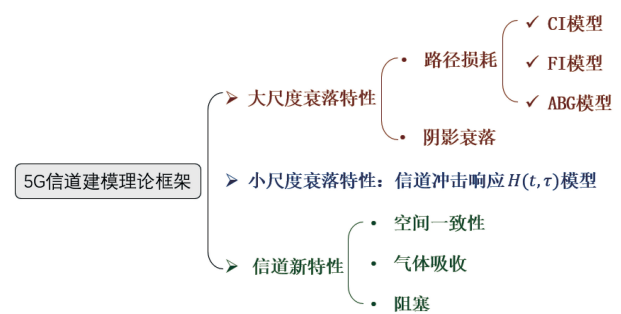 5G信道建模理论框架
大尺度衰落特性
路径损耗
CI模型
FI模型
ABG模型
阴影衰落
小尺度衰落特性：信道冲击响应H(t,τ)模型
信道新特性
空间一致性
气体吸收
阻塞